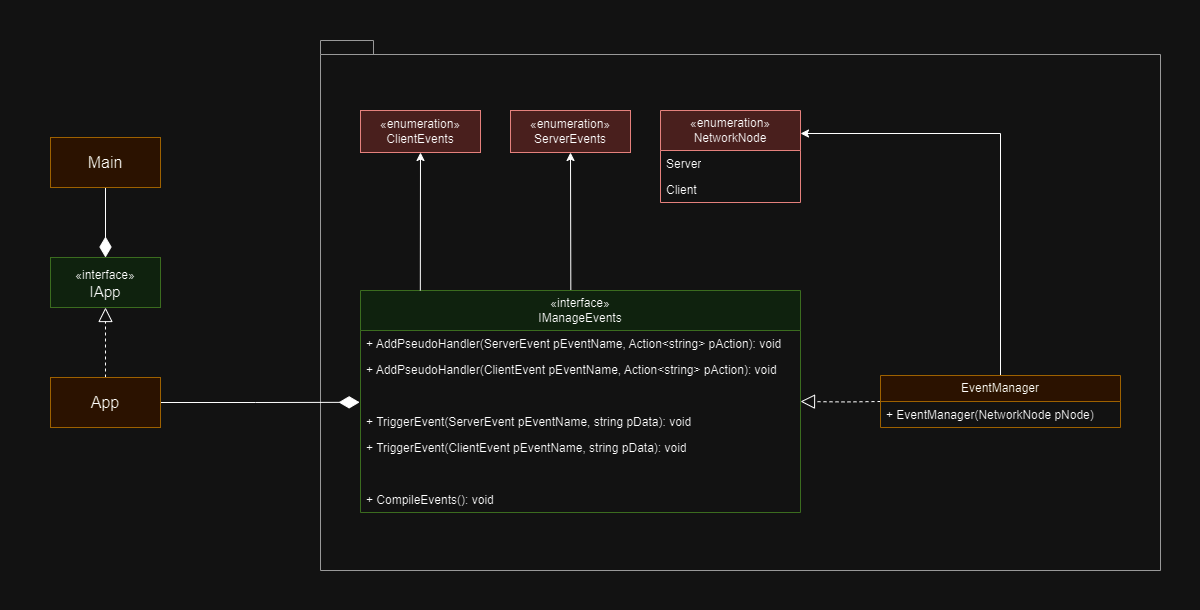 «enumeration»
ClientEvents
«enumeration»
ServerEvents
«enumeration»
NetworkNode
Server
Client
Main
«interface»
IApp
App
«interface»
IManageEvents
+ AddPseudoHandler(ServerEvent pEventName, Action<string> pAction): void
+ AddPseudoHandler(ClientEvent pEventName, Action<string> pAction): void
+ TriggerEvent(ServerEvent pEventName, string pData): void
+ TriggerEvent(ClientEvent pEventName, string pData): void
+ CompileEvents(): void
EventManager
+ EventManager(NetworkNode pNode)